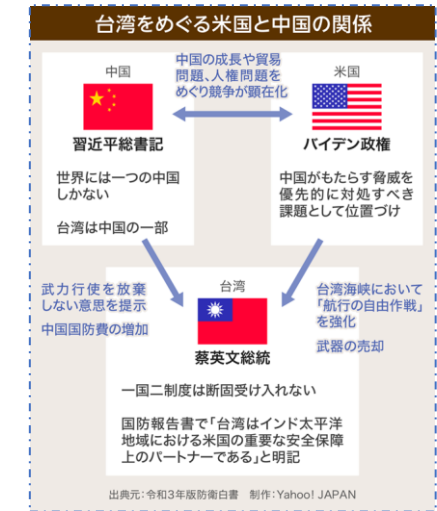 台湾をめぐる米国と中国の関係
中国の成長や貿易
問題、人権問題を
めぐり競争が顕在化
中国
習近平総書記
世界には一つの中国
しかない
台湾は中国の一部
米国
バイデン政権
中国がもたらす脅威を
優先的に対処すべき
課題として位置づけ
武力行使を放棄
しない意思を提示
中国国防費の増加
台湾
蔡英文総統
台湾海峡において
「航行の自由作戦」
を強化
武器の売却
一国二制度は断固受け入れない
国防報告書で「台湾はインド太平洋
地域における米国の重要な安全保障
上のパートナーである」と明記
出典元:令和3年版防衛白書 制作:Yahoo! JAPAN